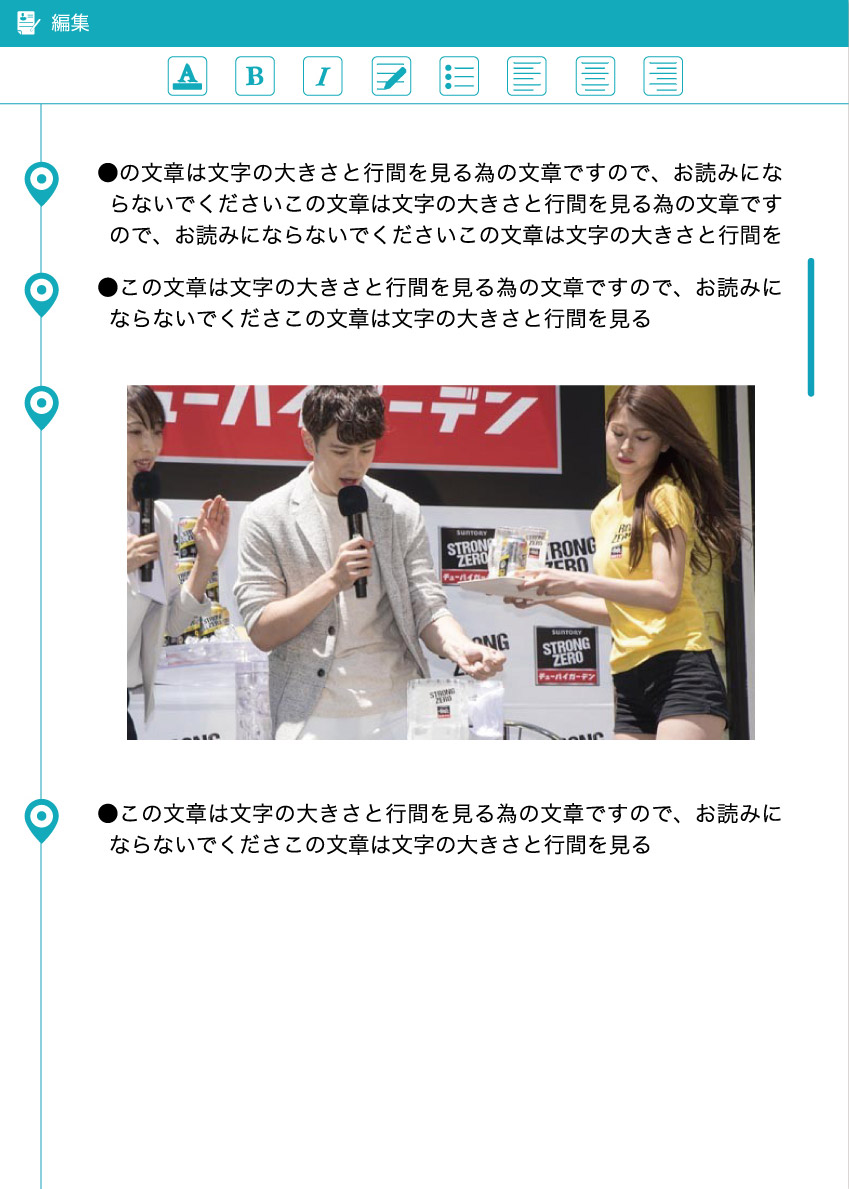 編集
A B I
●の文章は文字の大きさと行間を見る為の文章ですので、お読みにな
らないでくださいこの文章は文字の大きさと行間を見る為の文章です
ので、お読みにならないでくださいこの文章は文字の大きさと行間を
●この文章は文字の大きさと行間を見る為の文章ですので、お読みに
ならないでくださこの文章は文字の大きさと行間を見る
ューハイガーデン
SUNTORY
STRONG
ZERO
チューハイ
STRONG
ZERO
RONG
ZERO
ONG
SUNTORY
STRONG
ZERO
チューハイガーデン
STRONG
ZERO
●この文章は文字の大きさと行間を見る為の文章ですので、お読みに
ならないでくださこの文章は文字の大きさと行間を見る